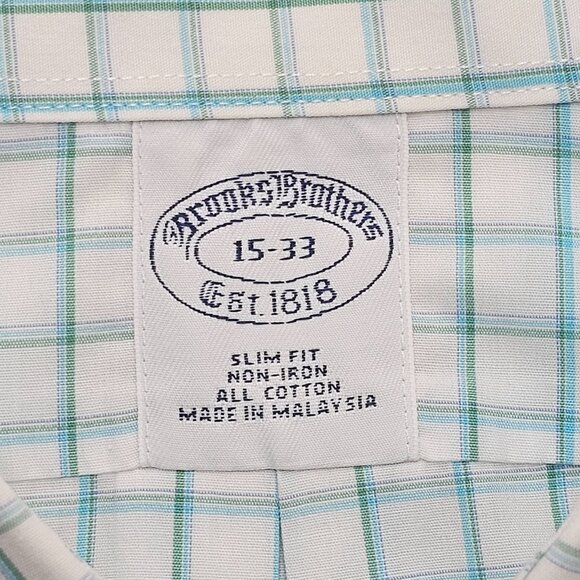 Brooks Brothers
15-33
Est. 1818
SLIM FIT
NON-IRON
ALL COTTON
MADE IN MALAYSIA